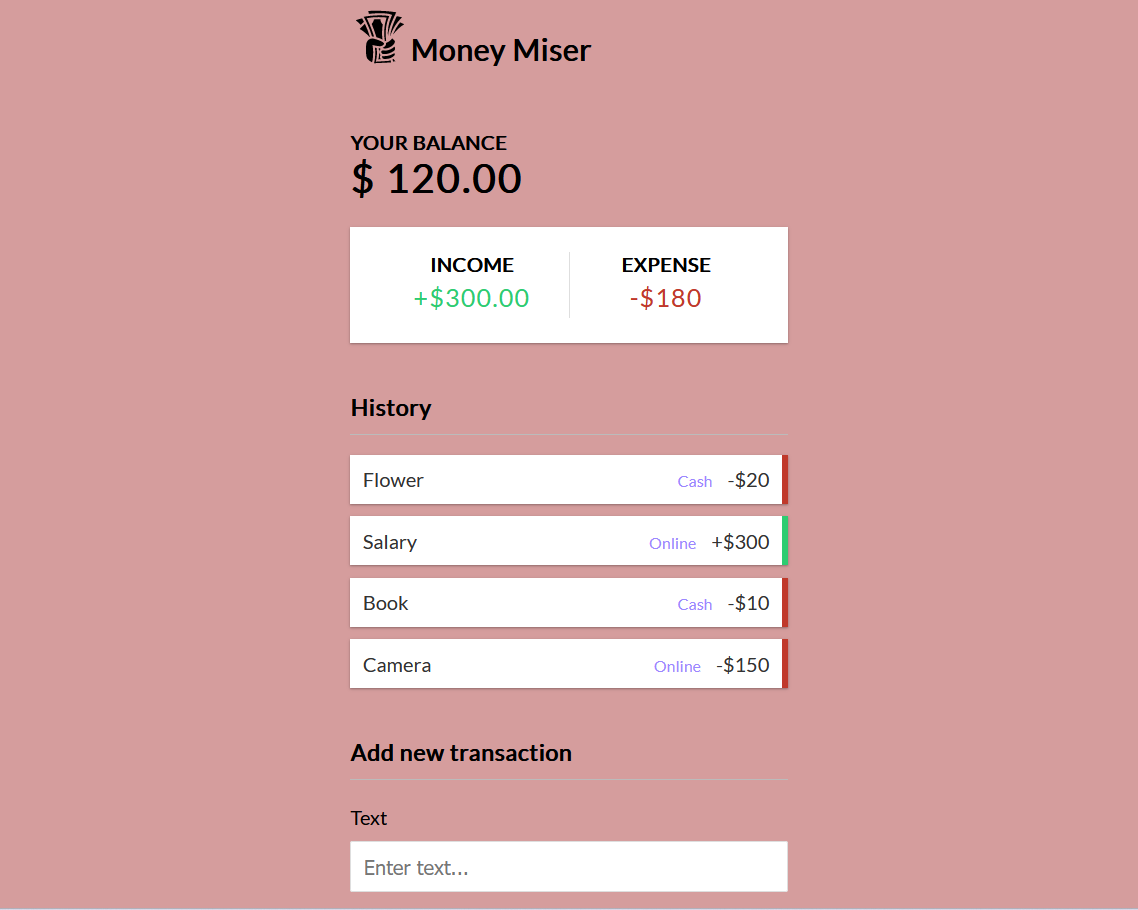 Money Miser
YOUR BALANCE
$ 120.00
INCOME
+$300.00
EXPENSE
-$180
History
Flower Cash -$20
Salary Online +$300
Book Cash -$10
Camera Online -$150
Add new transaction
Text
Enter text...